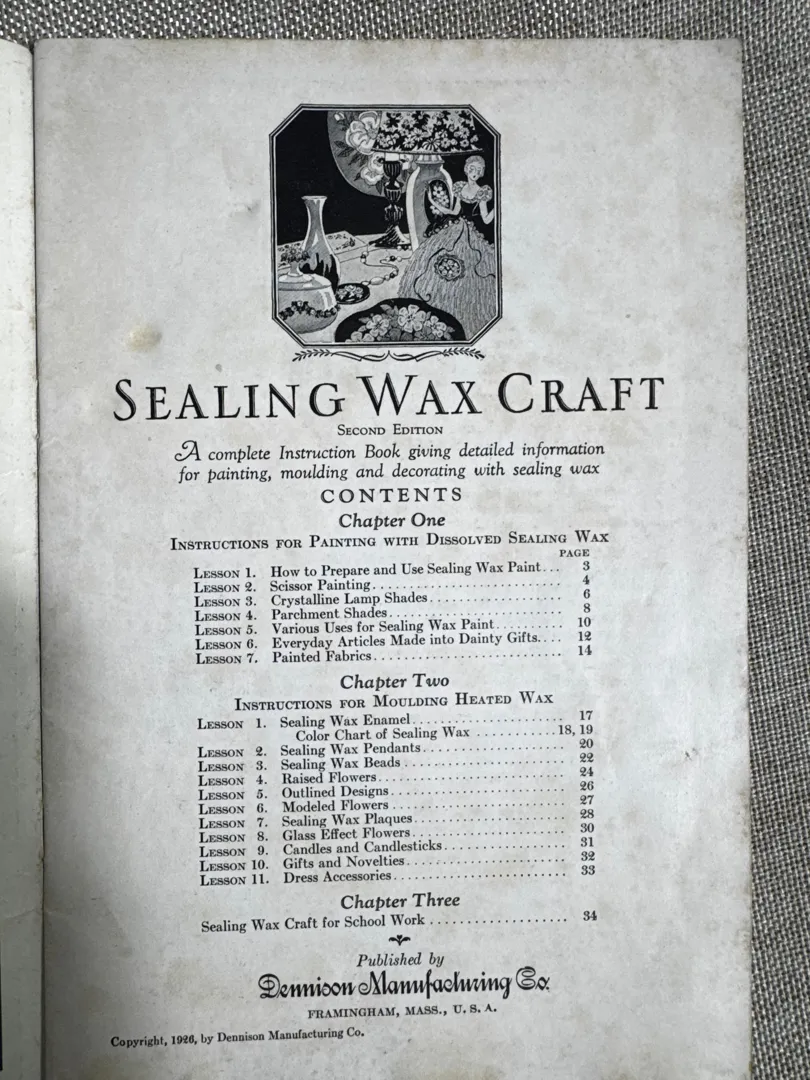 SEALING WAX CRAFT
SECOND EDITION
A complete Instruction Book giving detailed information
for painting, moulding and decorating with sealing wax
CONTENTS
Chapter One
INSTRUCTIONS FOR PAINTING WITH DISSOLVED SEALING WAX
PAGE
LESSON 1. How to Prepare and Use Sealing Wax Paint... 3
LESSON 2. Scissor Painting........................ 4
LESSON 3. Crystalline Lamp Shades................. 6
LESSON 4. Parchment Shades........................ 8
LESSON 5. Various Uses for Sealing Wax Paint.......... 10
LESSON 6. Everyday Articles Made into Dainty Gifts.... 12
LESSON 7. Painted Fabrics......................... 14
Chapter Two
INSTRUCTIONS FOR MOULDING HEATED WAX
LESSON 1. Sealing Wax Enamel...................... 17
Color Chart of Sealing Wax ...........18, 19
LESSON 2. Sealing Wax Pendants.................... 20
LESSON 3. Sealing Wax Beads ...................... 22
LESSON 4. Raised Flowers.......................... 24
LESSON 5. Outlined Designs........................ 26
LESSON 6. Modeled Flowers ........................ 27
LESSON 7. Sealing Wax Plaques..................... 28
LESSON 8. Glass Effect Flowers.................... 30
LESSON 9. Candles and Candlesticks................ 31
LESSON 10. Gifts and Novelties..................... 32
LESSON 11. Dress Accessories....................... 33
Chapter Three
Sealing Wax Craft for School Work .................. 34
Published by
Dennison Manufacturing Co.
FRAMINGHAM, MASS., U. S. A.
Copyright, 1926, by Dennison Manufacturing Co.